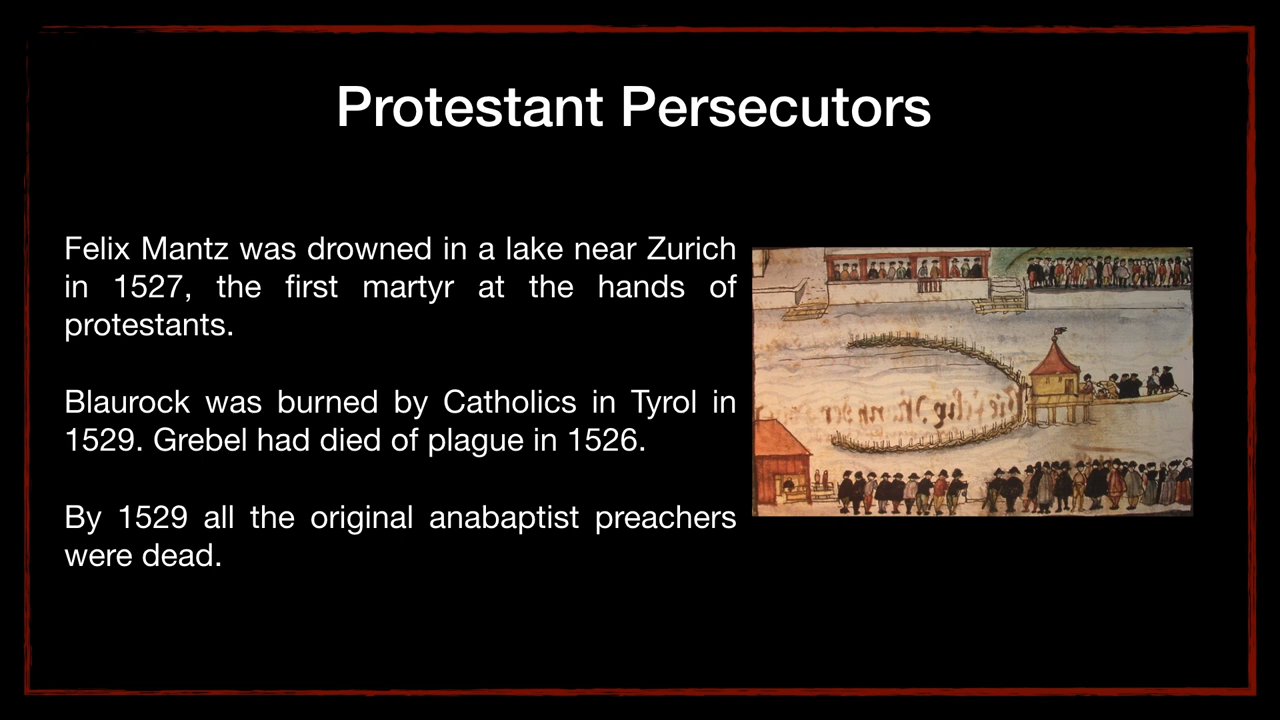 Protestant Persecutors
Felix Mantz was drowned in a lake near Zurich
in 1527, the first martyr at the hands of
protestants.
Blaurock was burned by Catholics in Tyrol in
1529. Grebel had died of plague in 1526.
By 1529 all the original anabaptist preachers
were dead.